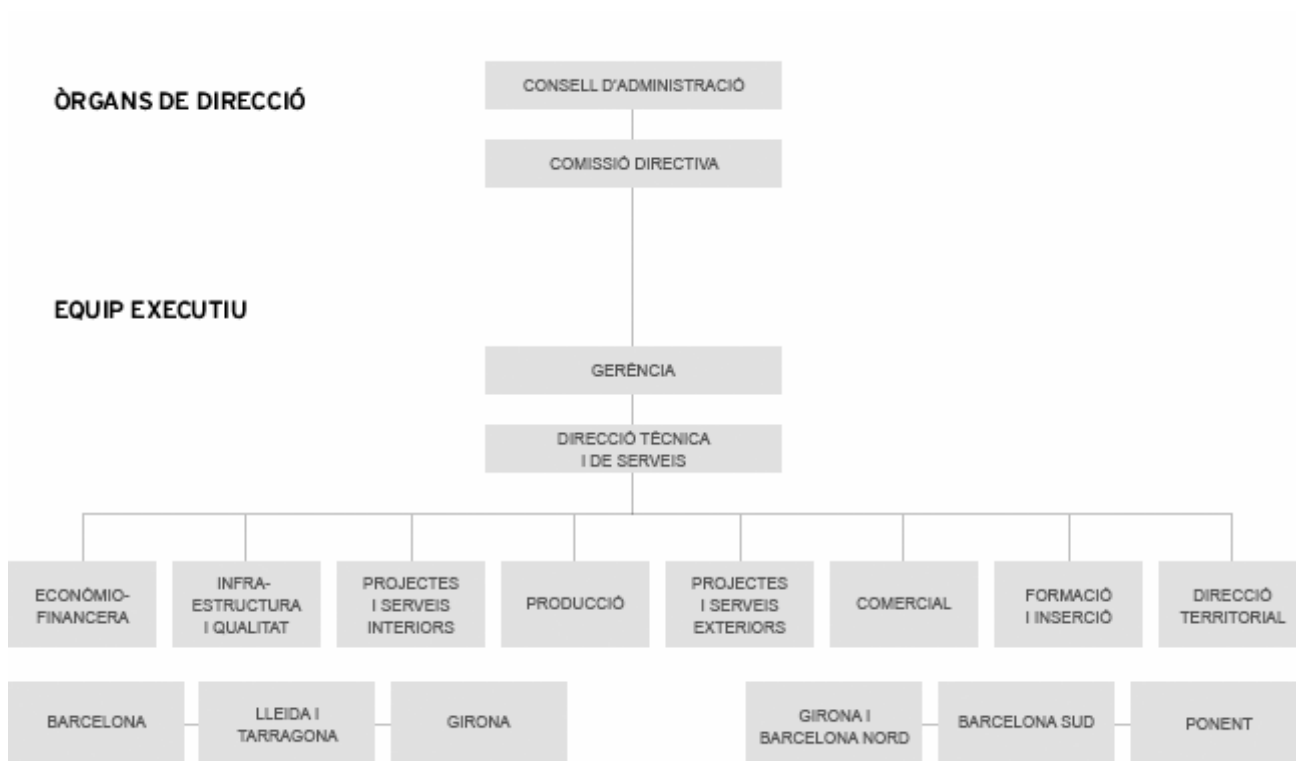 CONSELL D'ADMINISTRACIÓ
ÒRGANS DE DIRECCIÓ
COMISSIÓ DIRECTIVA
EQUIP EXECUTIU
GERÈNCIA
DIRECCIÓ TÈCNICA
I DE SERVEIS
ECONÒMIO-
FINANCERA
INFRA-
ESTRUCTURA
I QUALITAT
PROJECTES
I SERVEIS
INTERIORS
PRODUCCIÓ
PROJECTES
I SERVEIS
EXTERIORS
COMERCIAL
FORMACIÓ
I INSERCIÓ
DIRECCIÓ
TERRITORIAL
BARCELONA
LLEIDA I
TARRAGONA
GIRONA
GIRONA I
BARCELONA NORD
BARCELONA SUD
PONENT